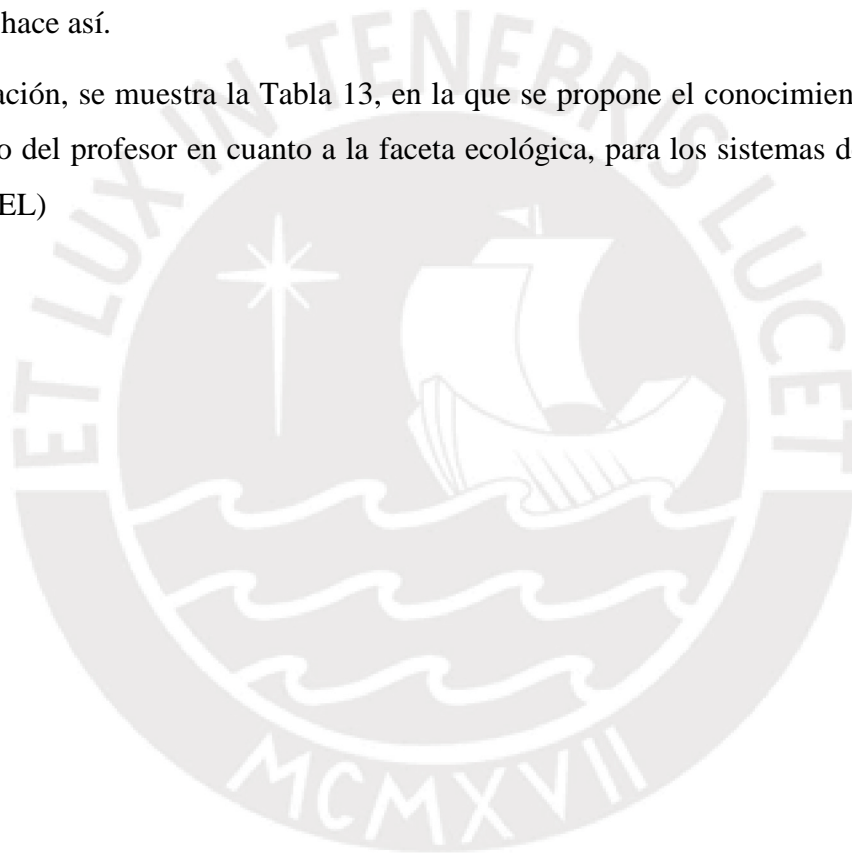 hace así.
ación, se muestra la Tabla 13, en la que se propone el conocimien
o del profesor en cuanto a la faceta ecológica, para los sistemas d
EL)
ET LUX IN TENEBRIS LUCET
MCMXVII